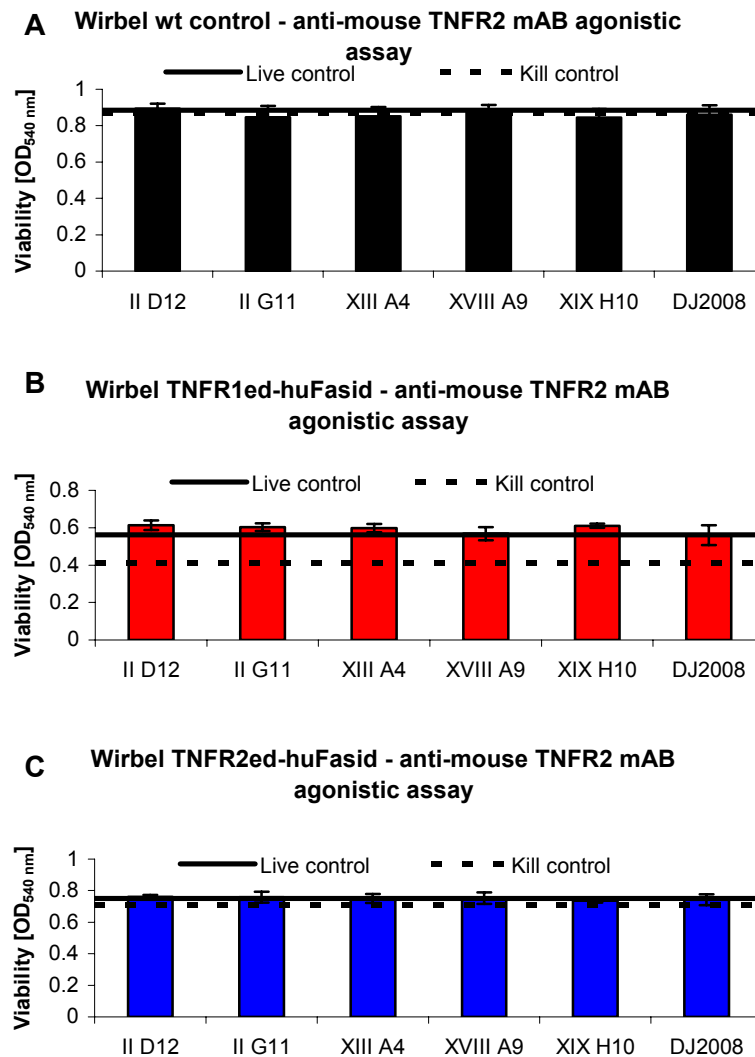 A
Wirbel wt control - anti-mouse TNFR2 mAB agonistic
assay
Live control
Kill control
Viability [OD540 nm]
1
0.8
0.6
0.4
0.2
0
II D12
II G11
XIII A4
XVIII A9
XIX H10
DJ2008
B
Wirbel TNFR1ed-huFasid - anti-mouse TNFR2 mAB
agonistic assay
Live control
Kill control
Viability [OD540 nm]
0.8
0.6
0.4
0.2
0
II D12
II G11
XIII A4
XVIII A9
XIX H10
DJ2008
C
Wirbel TNFR2ed-huFasid - anti-mouse TNFR2 mAB
agonistic assay
Live control
Kill control
Viability [OD540 nm]
1
0.8
0.6
0.4
0.2
0
II D12
II G11
XIII A4
XVIII A9
XIX H10
DJ2008